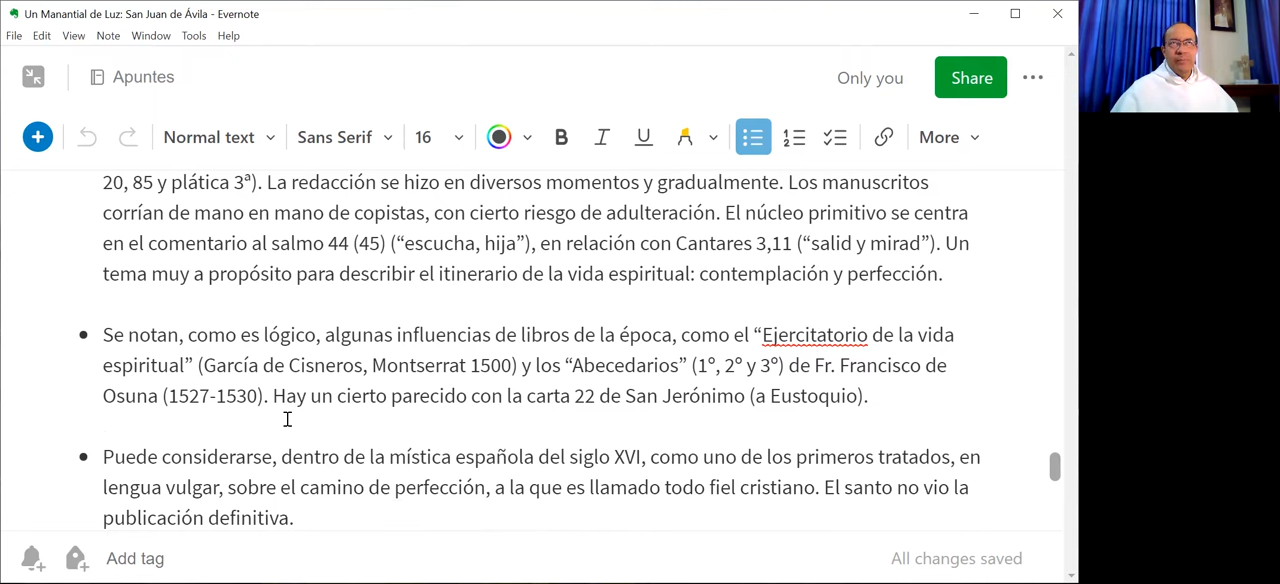 Un Manantial de Luz: San Juan de Ávila - Evernote
File Edit View Note Window Tools Help
Apuntes
Only you
Share
Normal text
Sans Serif
16
B I U
More
20, 85 y plática 3ª). La redacción se hizo en diversos momentos y gradualmente. Los manuscritos
corrían de mano en mano de copistas, con cierto riesgo de adulteración. El núcleo primitivo se centra
en el comentario al salmo 44 (45) (“escucha, hija”), en relación con Cantares 3,11 (“salid y mirad”). Un
tema muy a propósito para describir el itinerario de la vida espiritual: contemplación y perfección.
• Se notan, como es lógico, algunas influencias de libros de la época, como el “Ejercitatorio de la vida
espiritual” (García de Cisneros, Montserrat 1500) y los “Abecedarios” (1º, 2º y 3º) de Fr. Francisco de
Osuna (1527-1530). Hay un cierto parecido con la carta 22 de San Jerónimo (a Eustoquio).
• Puede considerarse, dentro de la mística española del siglo XVI, como uno de los primeros tratados, en
lengua vulgar, sobre el camino de perfección, a la que es llamado todo fiel cristiano. El santo no vio la
publicación definitiva.
Add tag
All changes saved